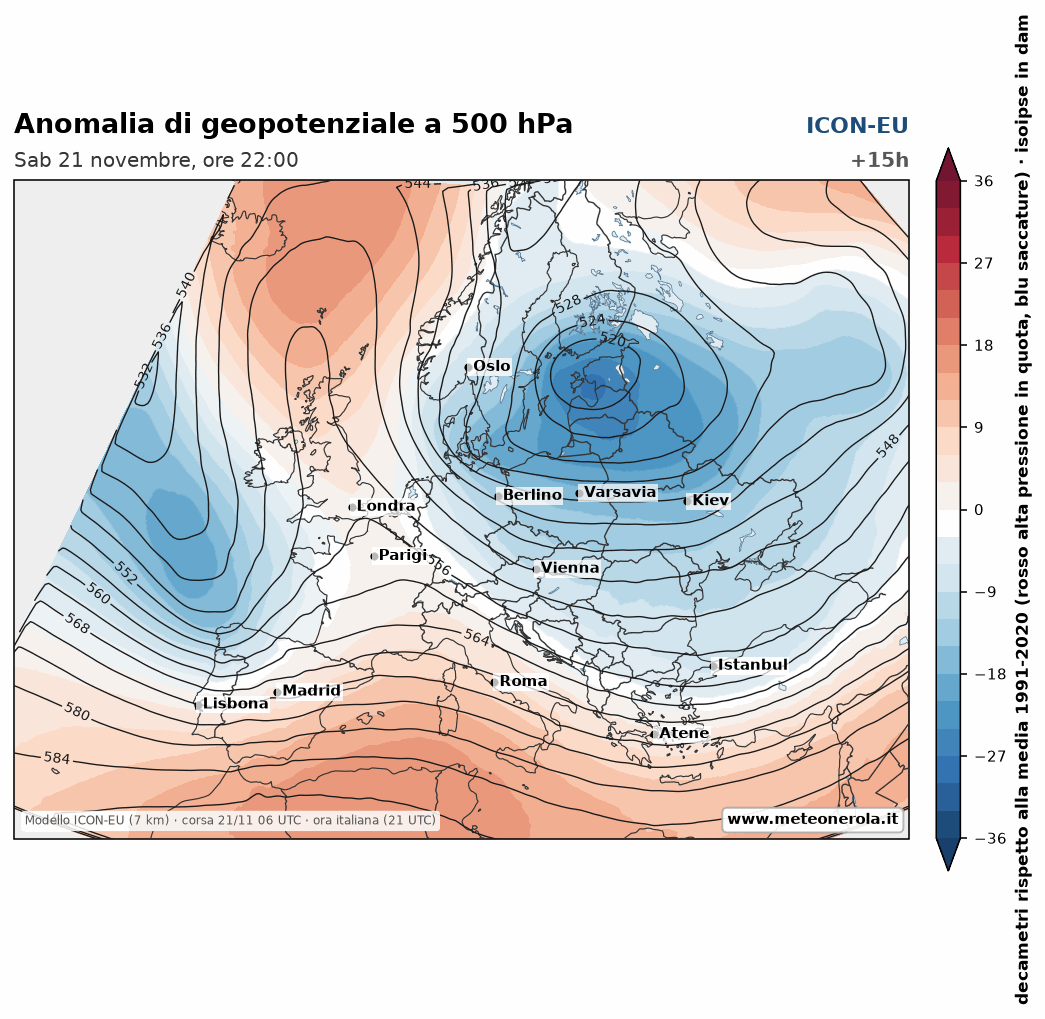 Anomalia di geopotenziale a 500 hPa
ICON-EU
Sab 21 novembre, ore 22:00
+15h
decametri rispetto alla media 1991-2020 (rosso alta pressione in quota, blu saccature) · isoipse in dam
36
27
18
9
0
−9
−18
−27
−36
544
536
540
536
532
528
524
520
548
552
556
560
564
568
580
584
Oslo
Berlino
Varsavia
Kiev
Londra
Parigi
Vienna
Istanbul
Roma
Madrid
Lisbona
Atene
Modello ICON-EU (7 km) · corsa 21/11 06 UTC · ora italiana (21 UTC)
www.meteonerola.it